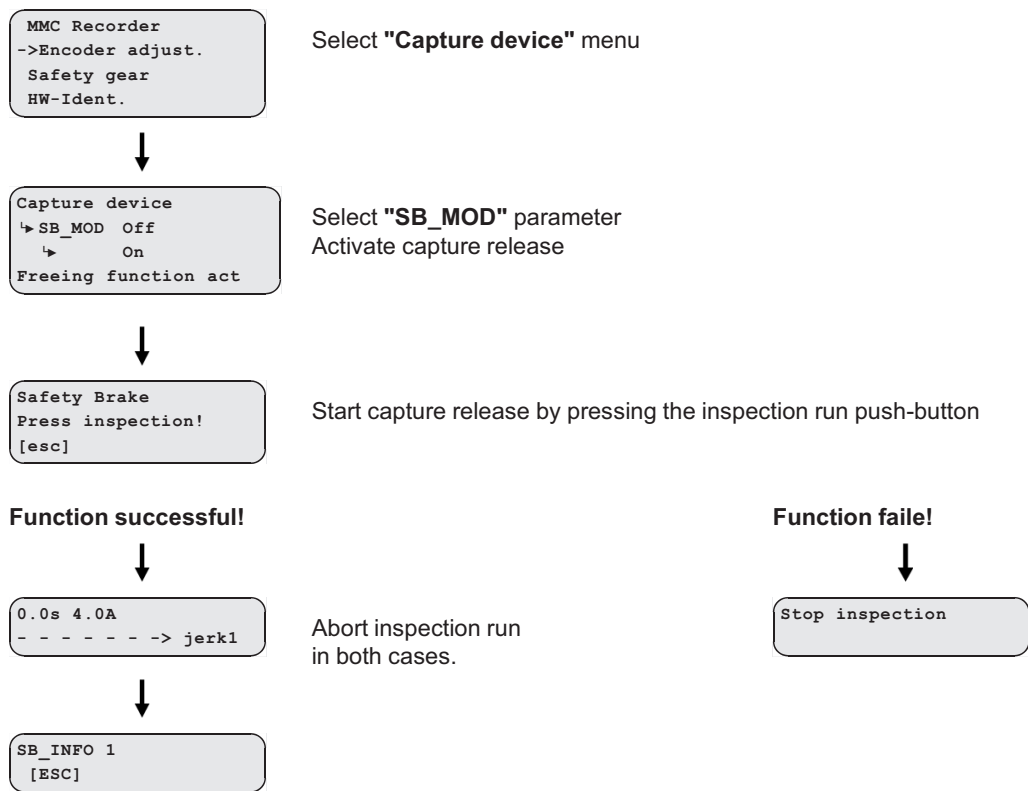 MMC Recorder
->Encoder adjust.
Safety gear
HW-Ident.
Select "Capture device" menu
Capture device
↳ SB_MOD Off
↳ On
Freeing function act
Select "SB_MOD" parameter
Activate capture release
Safety Brake
Press inspection!
[esc]
Start capture release by pressing the inspection run push-button
Function successful!
Function faile!
0.0s 4.0A
- - - - - - -> jerk1
Abort inspection run
in both cases.
Stop inspection
SB_INFO 1
[ESC]